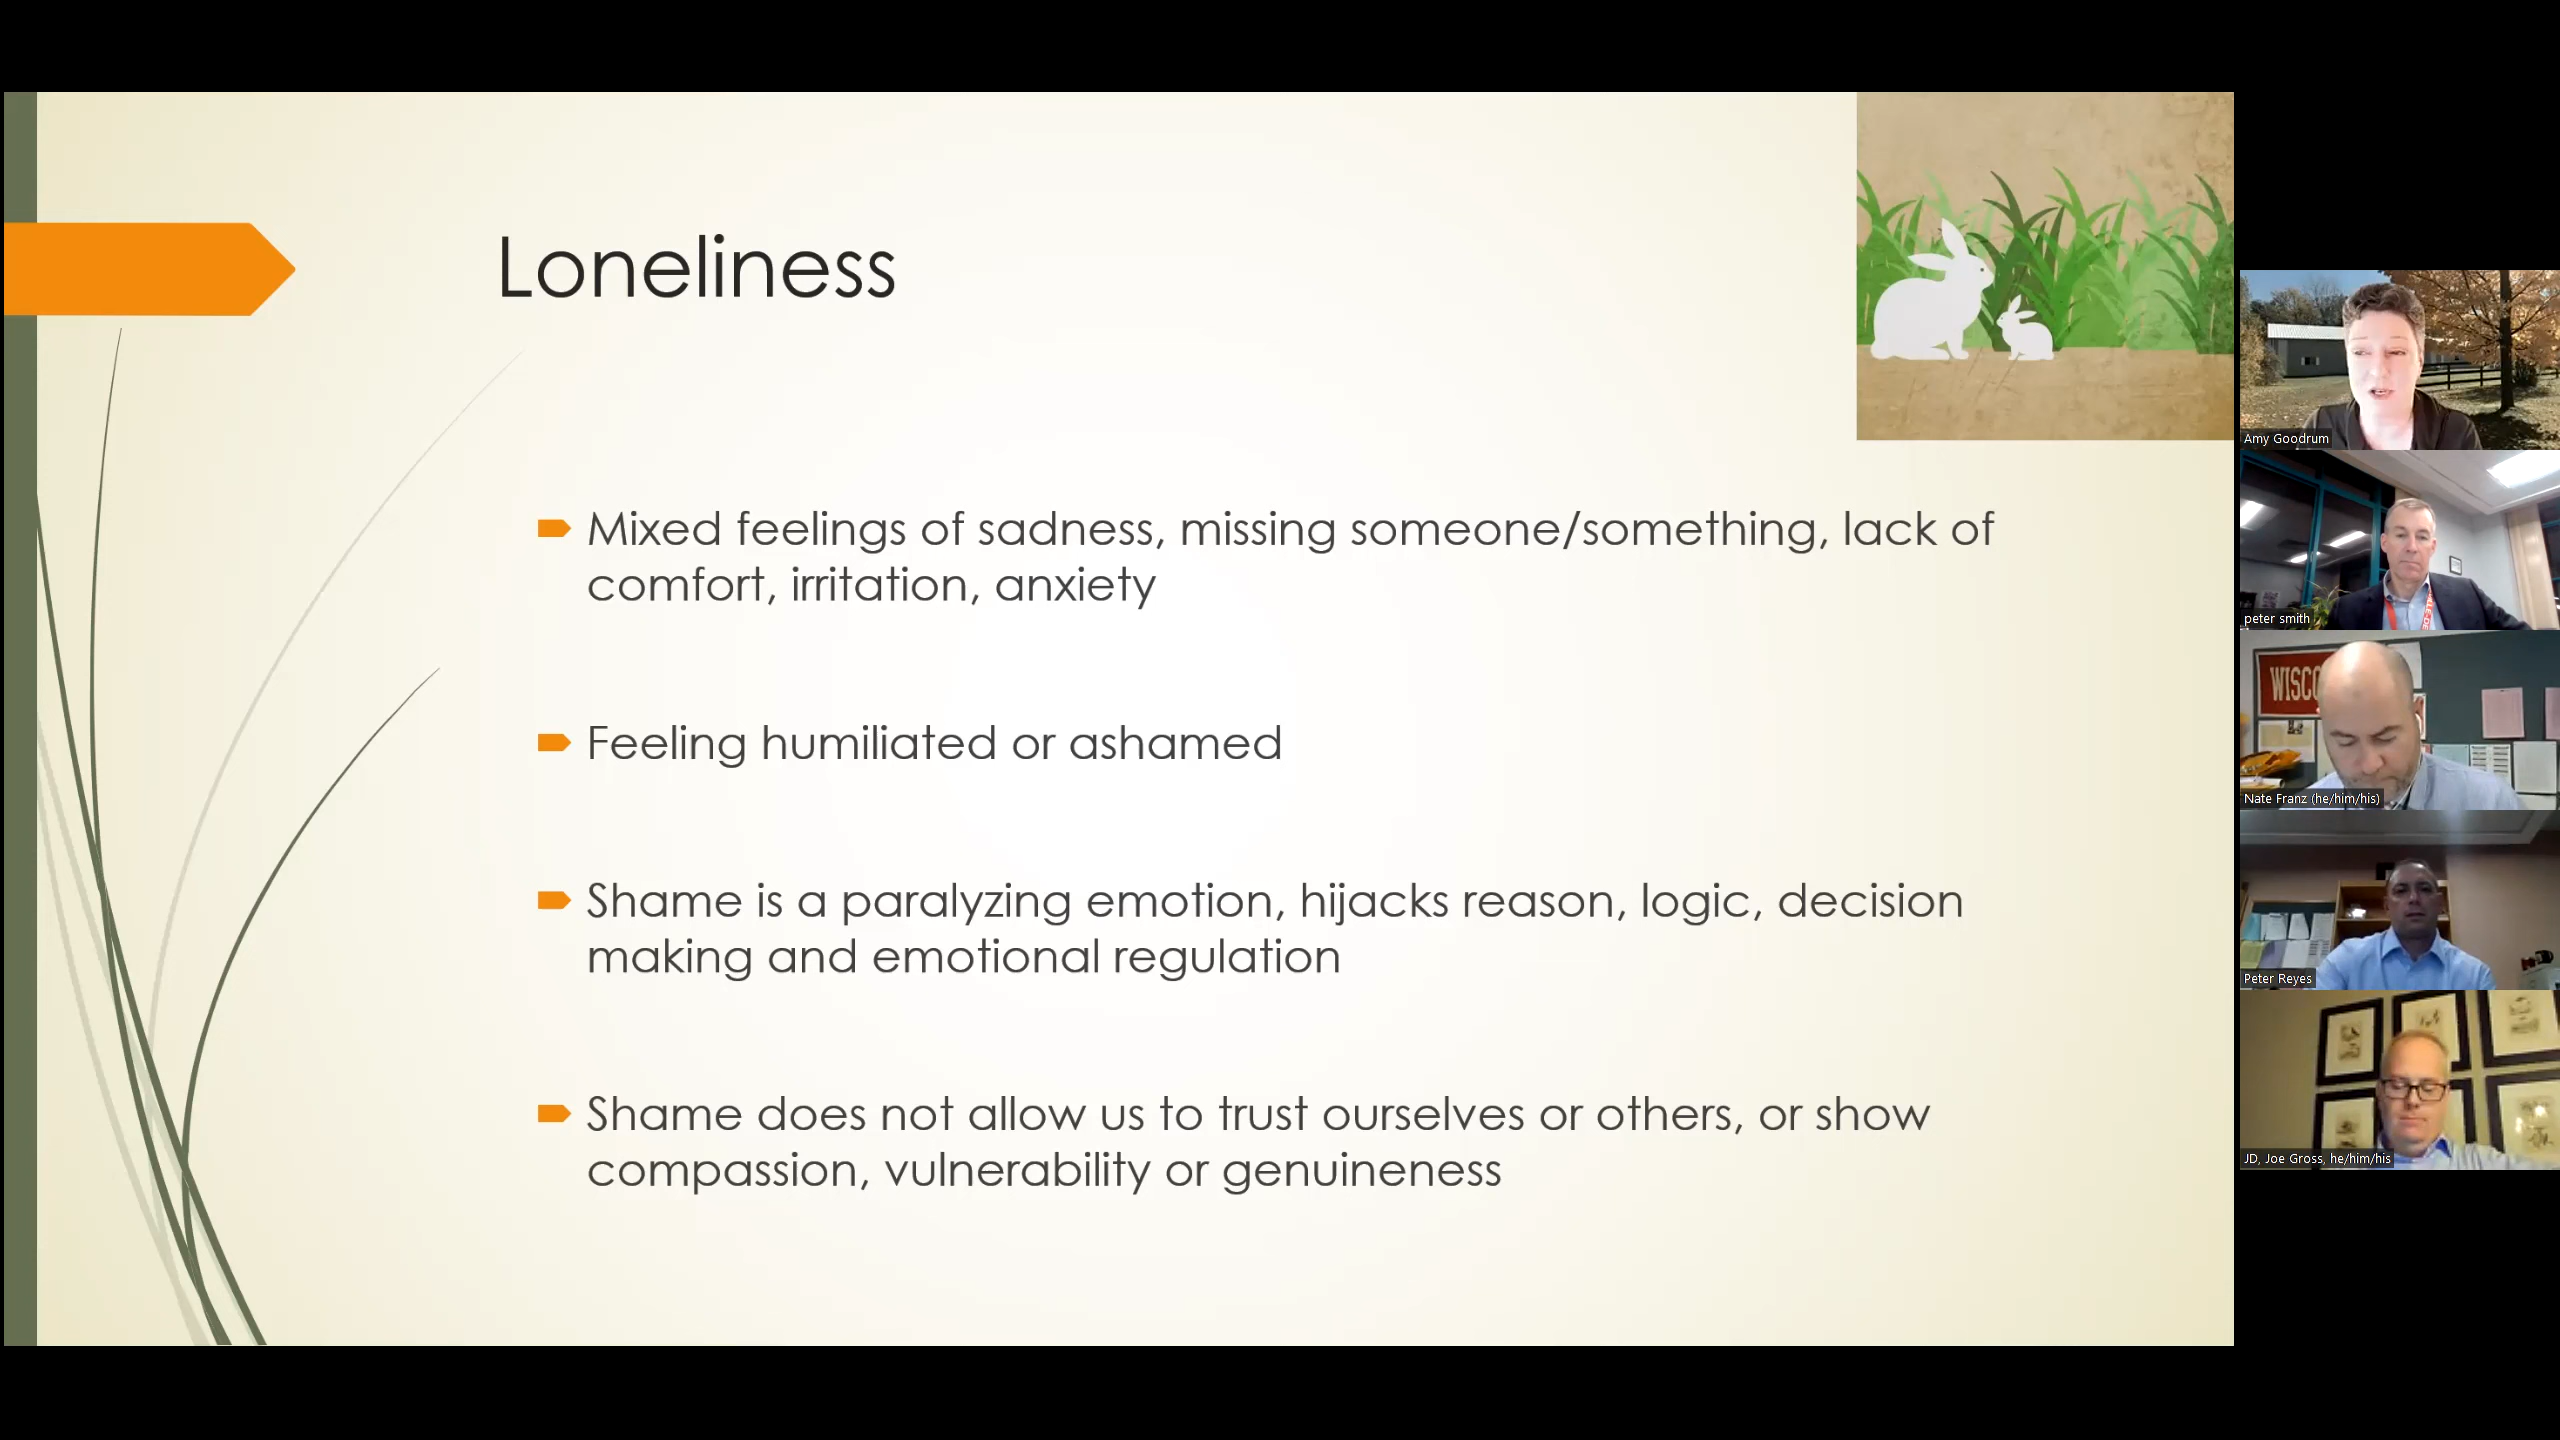 Loneliness
Mixed feelings of sadness, missing someone/something, lack of
comfort, irritation, anxiety
Feeling humiliated or ashamed
Shame is a paralyzing emotion, hijacks reason, logic, decision
making and emotional regulation
Shame does not allow us to trust ourselves or others, or show
compassion, vulnerability or genuineness
Amy Goodrum
peter smith
WISCO
Nate Franz (he/him/his)
Peter Reyes
JD, Joe Gross, he/him/his